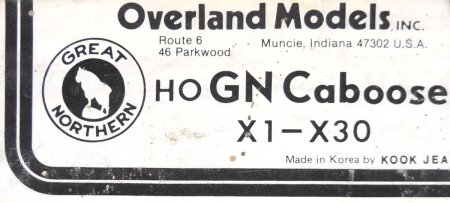 Overland Models, INC.
Route 6
46 Parkwood
Muncie, Indiana 47302 U.S.A.
GREAT
NORTHERN
HO GN Caboose
X1-X30
Made in Korea by KOOK JEA